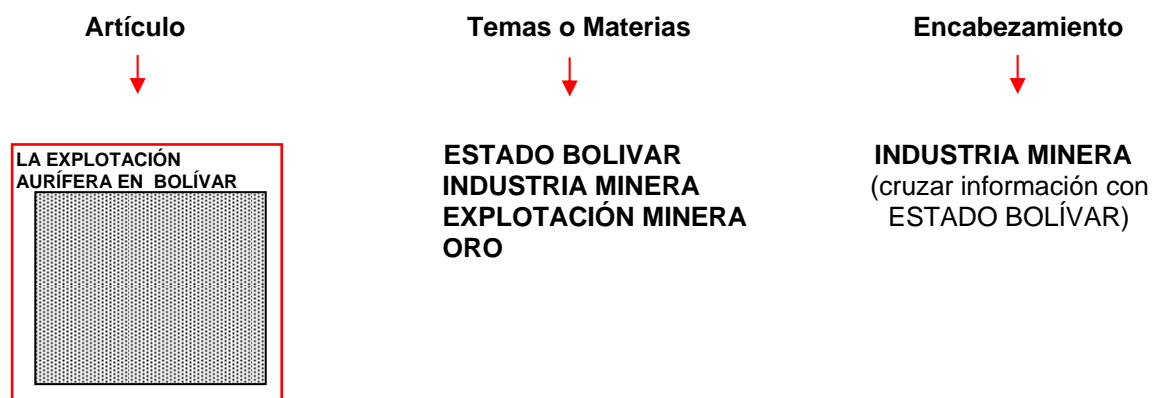 Artículo
Temas o Materias
Encabezamiento
LA EXPLOTACIÓN
AURÍFERA EN BOLÍVAR
ESTADO BOLIVAR
INDUSTRIA MINERA
EXPLOTACIÓN MINERA
ORO
INDUSTRIA MINERA
(cruzar información con
ESTADO BOLÍVAR)